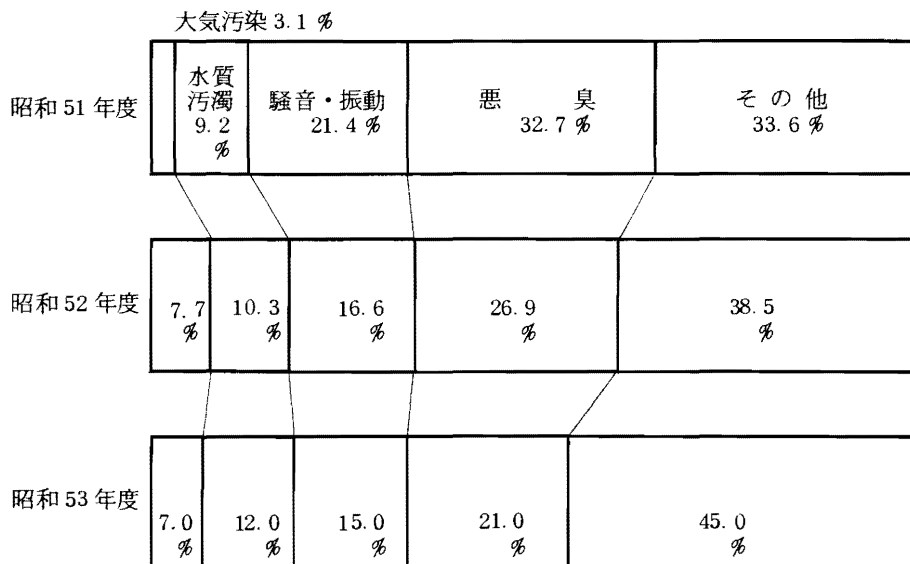 大気汚染 3.1 %
昭和 51 年度
水質
汚濁
9.2
%
騒音・振動
21.4 %
悪臭
32.7 %
その他
33.6 %
昭和 52 年度
7.7
%
10.3
%
16.6
%
26.9
%
38.5
%
昭和 53 年度
7.0
%
12.0
%
15.0
%
21.0
%
45.0
%